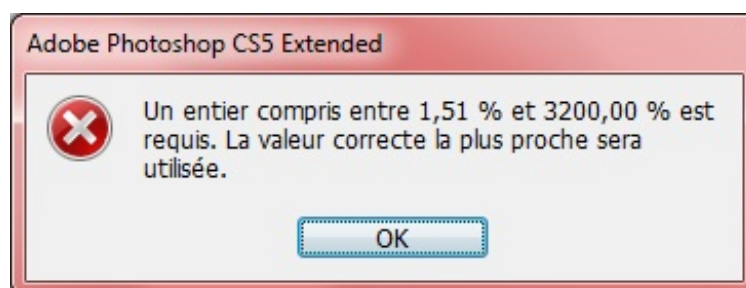 Adobe Photoshop CS5 Extended
Un entier compris entre 1,51 % et 3200,00 % est
requis. La valeur correcte la plus proche sera
utilisée.
OK